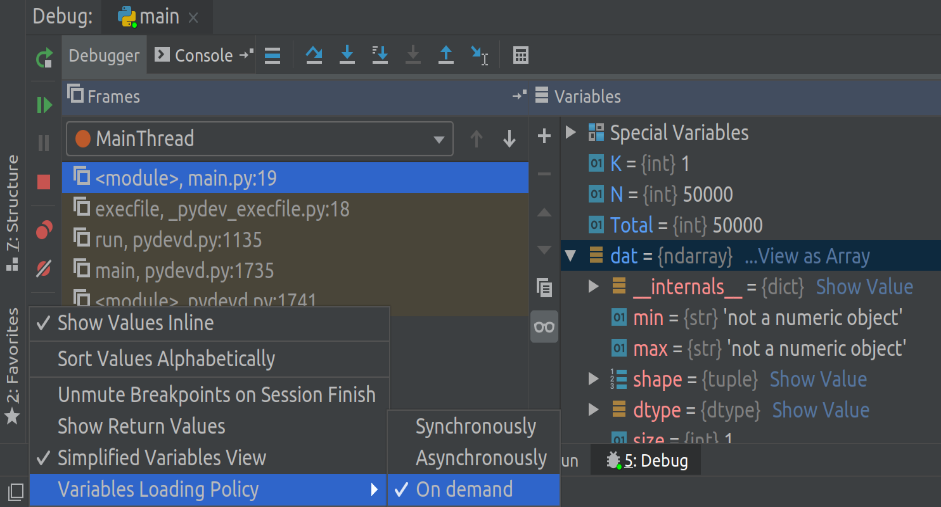 Debug: main
Debugger Console
Frames
Variables
MainThread
<module>, main.py:19
execfile, _pydev_execfile.py:18
run, pydevd.py:1135
main, pydevd.py:1735
<module>, pydevd.py:1741
Special Variables
K = {int} 1
N = {int} 50000
Total = {int} 50000
dat = {ndarray} ...View as Array
__internals__ = {dict} Show Value
min = {str} 'not a numeric object'
max = {str} 'not a numeric object'
shape = {tuple} Show Value
dtype = {dtype} Show Value
size = {int} 1
7: Structure
2: Favorites
Show Values Inline
Sort Values Alphabetically
Unmute Breakpoints on Session Finish
Show Return Values
Simplified Variables View
Variables Loading Policy
Synchronously
Asynchronously
On demand
un
5: Debug